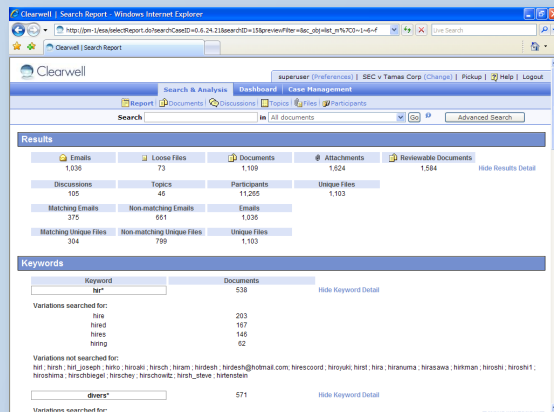 Clearwell | Search Report - Windows Internet Explorer
http://pm-1/esa/selectReport.do?searchCaseID=0.6.24.21&searchID=15&previewFilter=&sc_obj=lst_m%7C0~1~6~f
Live Search
Clearwell | Search Report
Clearwell
superuser (Preferences) | SEC v Tamas Corp (Change) | Pickup | Help | Logout
Search & Analysis Dashboard Case Management
Report | Documents | Discussions | Topics | Files | Participants
Search in All documents Go Advanced Search
Results
Emails Loose Files Documents Attachments Reviewable Documents
1,036 73 1,109 1,624 1,584 Hide Results Detail
Discussions Topics Participants Unique Files
105 46 11,265 1,103
Matching Emails Non-matching Emails Emails
375 661 1,036
Matching Unique Files Non-matching Unique Files Unique Files
304 799 1,103
Keywords
Keyword Documents
hir* 538 Hide Keyword Detail
Variations searched for:
hire 203
hired 167
hires 146
hiring 62
Variations not searched for:
hirl ; hirsh ; hirl_joseph ; hirko ; hiroaki ; hirsch ; hiram ; hirdesh ; hirdesh@hotmail.com; hirescoord ; hiroyuki; hirst ; hira ; hiranuma ; hirasawa ; hirkman ; hiroshi ; hiroshi1 ;
hiroshima ; hirschbiegel ; hirschey ; hirschowitz ; hirsh_steve ; hirtenstein
divers* 571 Hide Keyword Detail
Variations searched for: